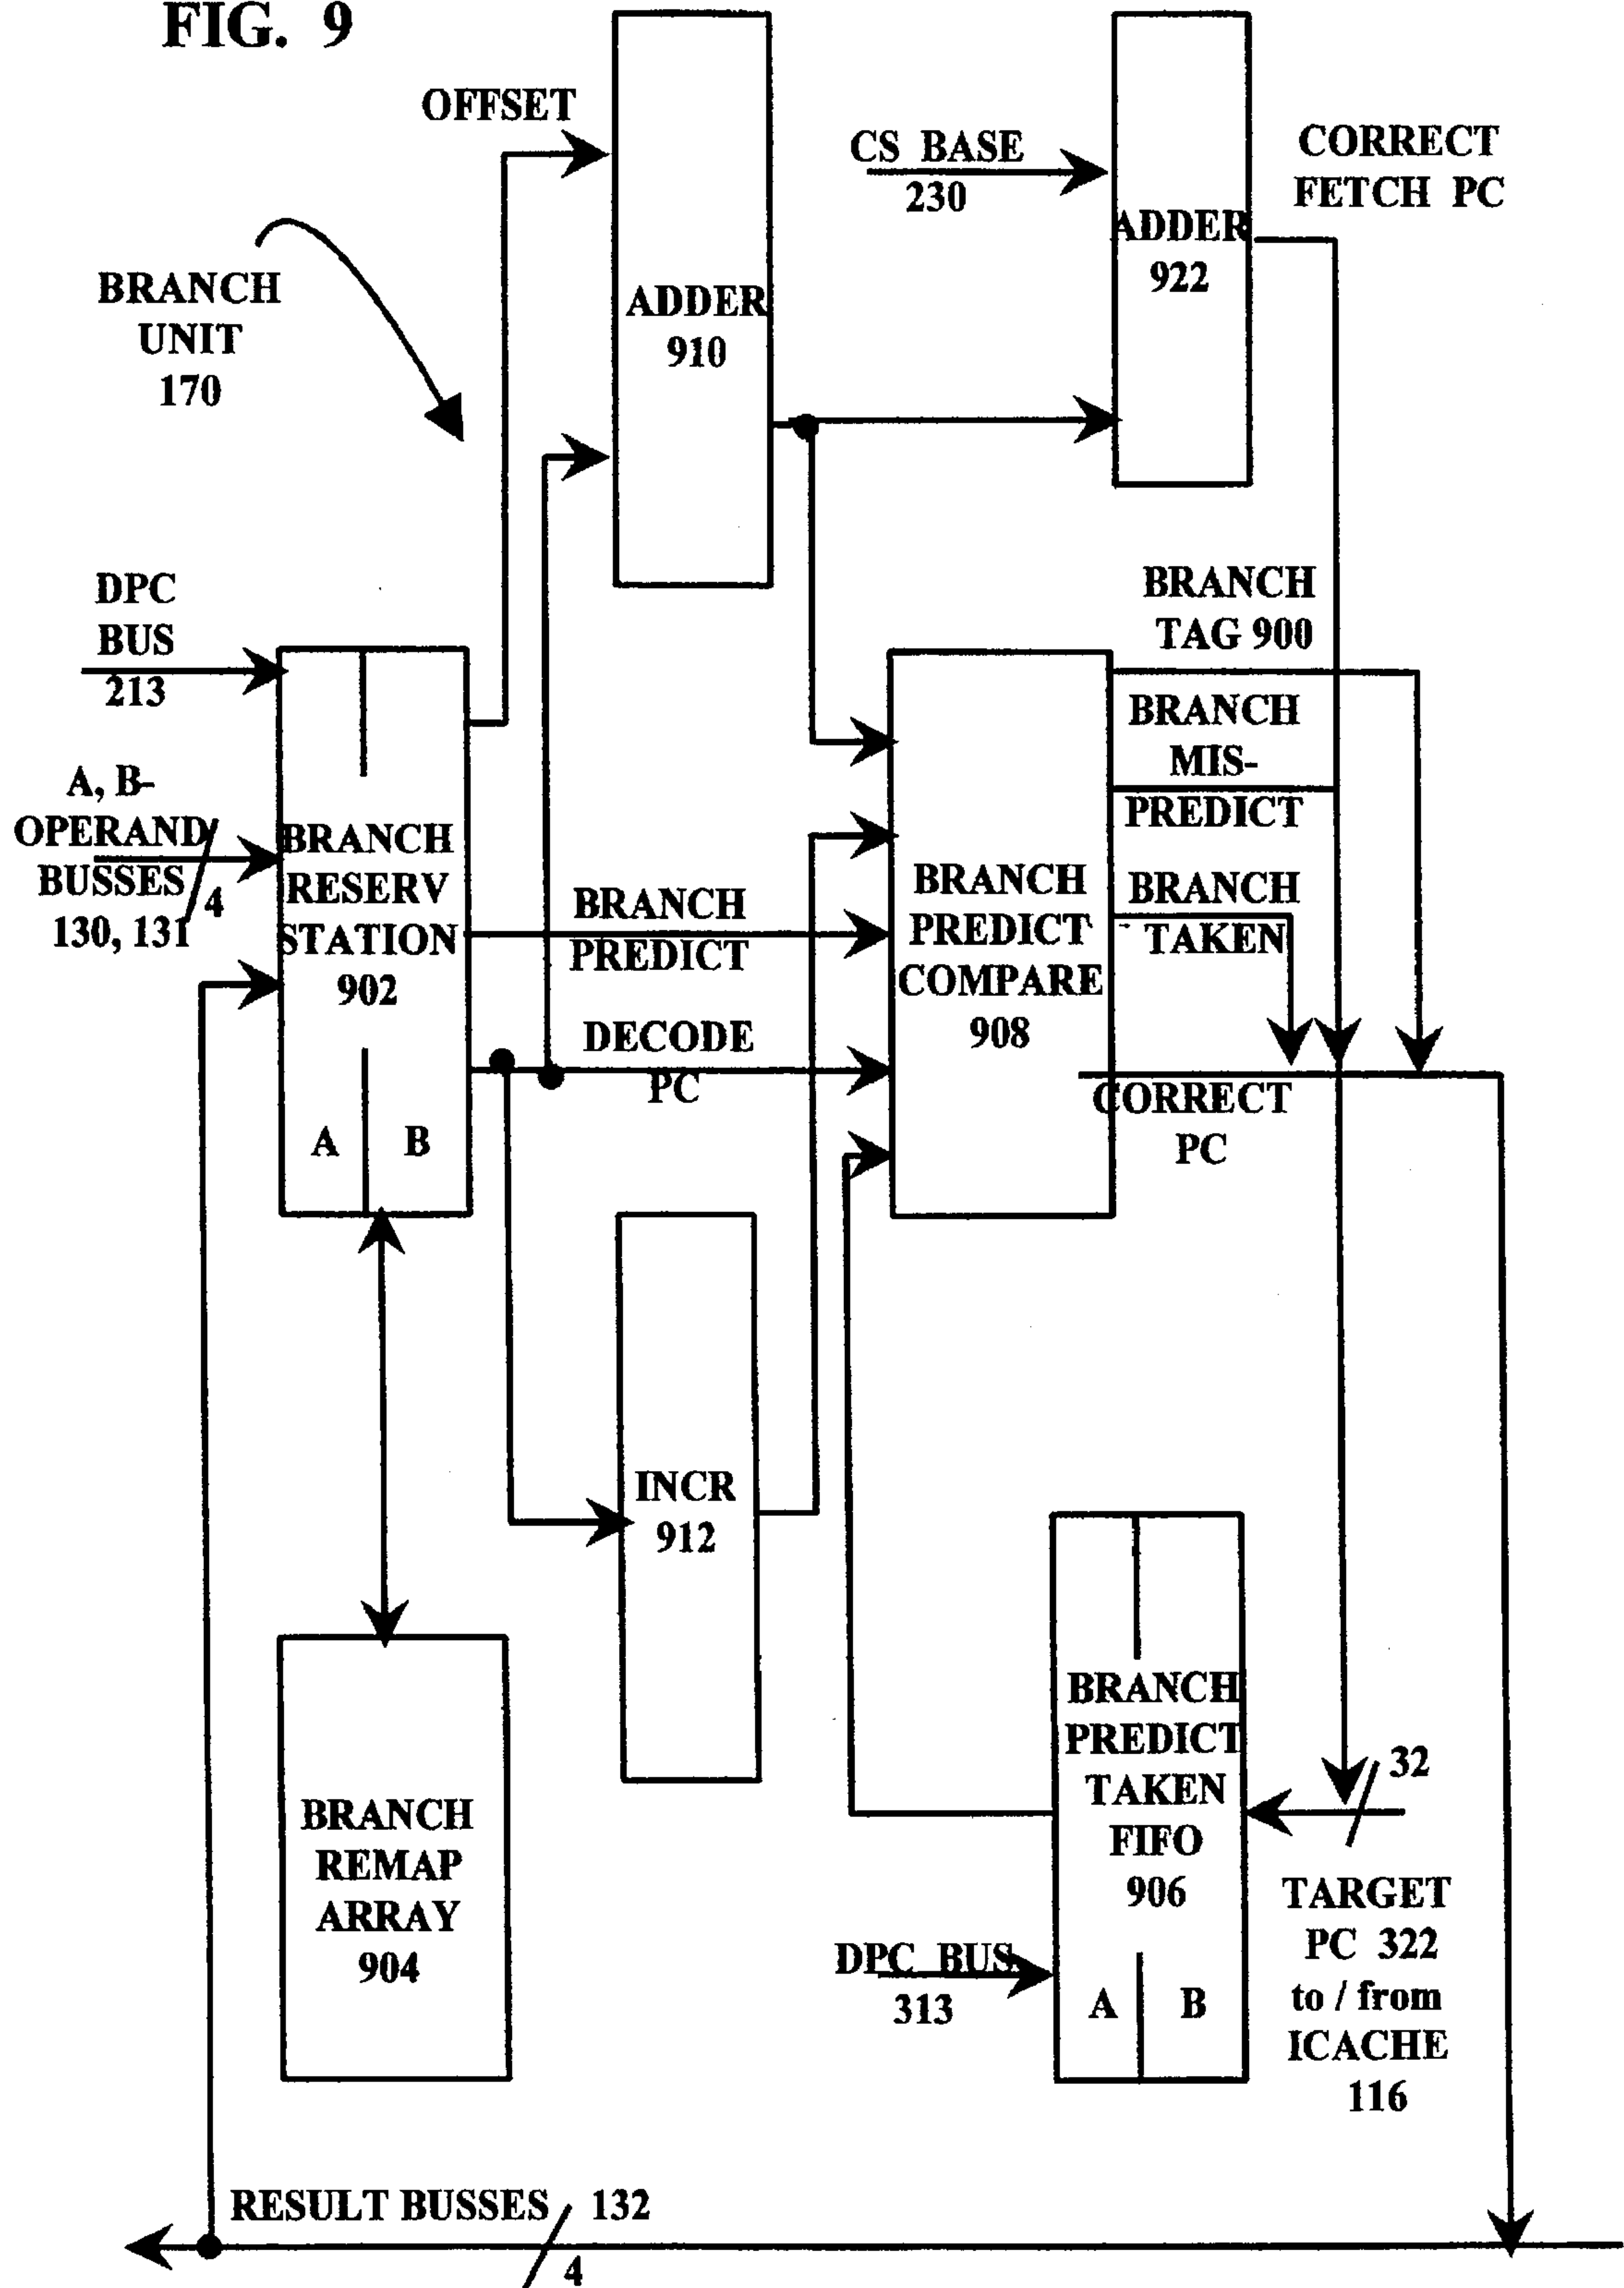 FIG. 9
OFFSET
CS BASE
230
CORRECT
FETCH PC
ADDER
922
BRANCH
UNIT
170
ADDER
910
DPC
BUS
213
BRANCH
TAG 900
BRANCH
MIS-
PREDICT
A, B-
OPERAND
BUSSES
130, 131
4
BRANCH
RESERV
STATION
902
BRANCH
PREDICT
BRANCH
PREDICT
COMPARE
908
BRANCH
TAKEN
DECODE
PC
CORRECT
PC
A B
INCR
912
BRANCH
REMAP
ARRAY
904
BRANCH
PREDICT
TAKEN
FIFO
906
32
TARGET
PC 322
to / from
ICACHE
116
DPC BUS
313
A B
RESULT BUSSES 132
4